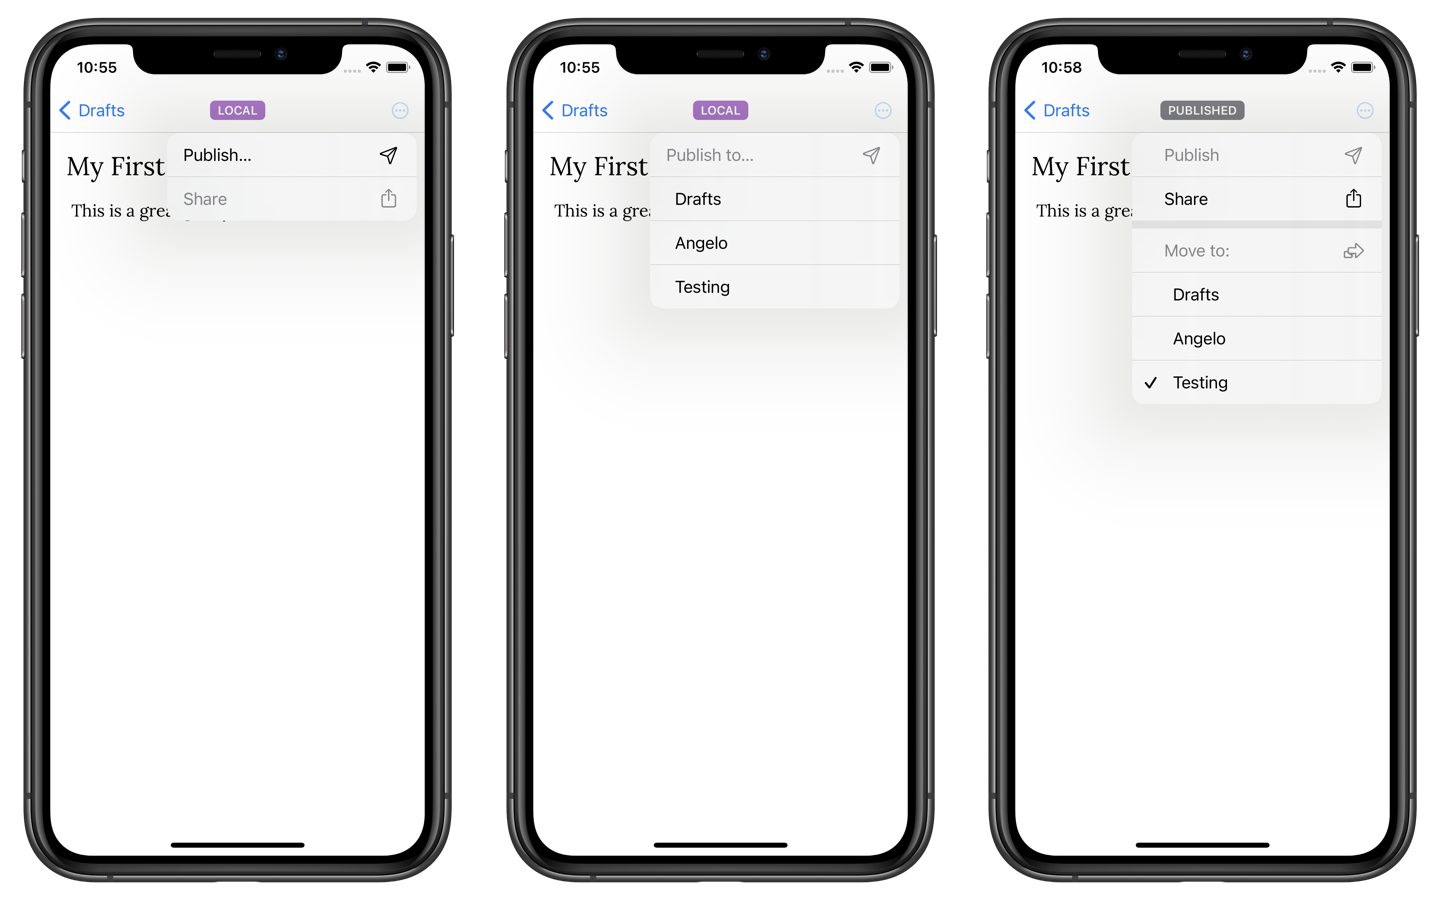 10:55
Drafts
LOCAL
Publish...
My First
Share
This is a grea
10:55
Drafts
LOCAL
Publish to...
My First
Drafts
This is a grea
Angelo
Testing
10:58
Drafts
PUBLISHED
Publish
My First
Share
This is a grea
Move to:
Drafts
Angelo
Testing